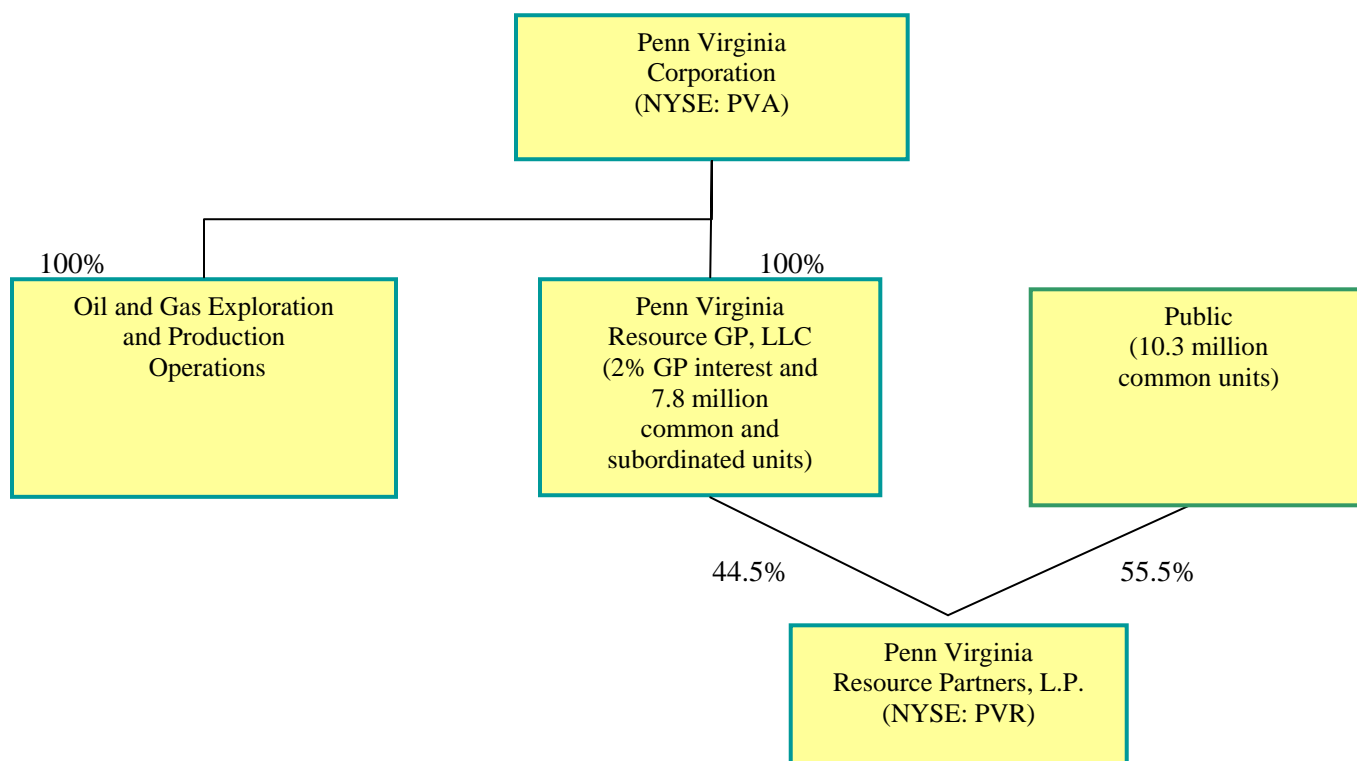 Penn Virginia
Corporation
(NYSE: PVA)
100%
100%
Oil and Gas Exploration
and Production
Operations
Penn Virginia
Resource GP, LLC
(2% GP interest and
7.8 million
common and
subordinated units)
Public
(10.3 million
common units)
44.5%
55.5%
Penn Virginia
Resource Partners, L.P.
(NYSE: PVR)